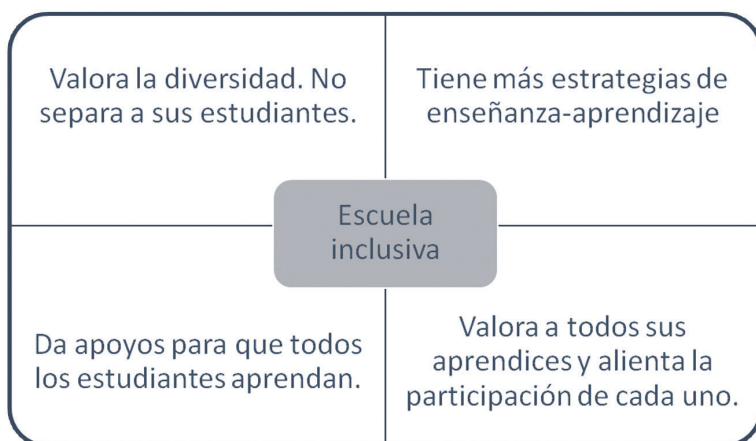 Valora la diversidad. No
separa a sus estudiantes.
Tiene más estrategias de
enseñanza-aprendizaje
Escuela
inclusiva
Da apoyos para que todos
los estudiantes aprendan.
Valora a todos sus
aprendices y alienta la
participación de cada uno.